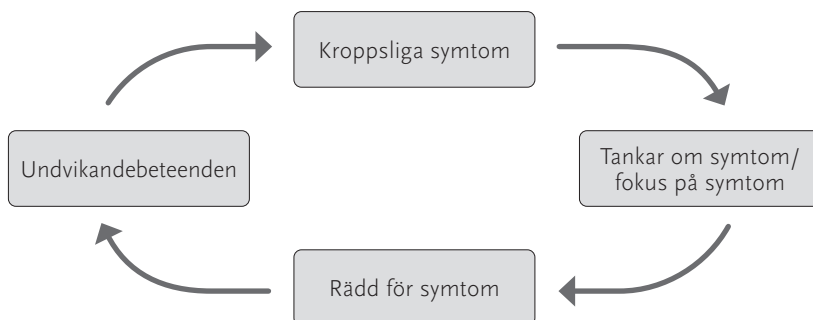 Kroppsliga symtom
Undvikandebeteenden
Tankar om symtom/
fokus på symtom
Rädd för symtom